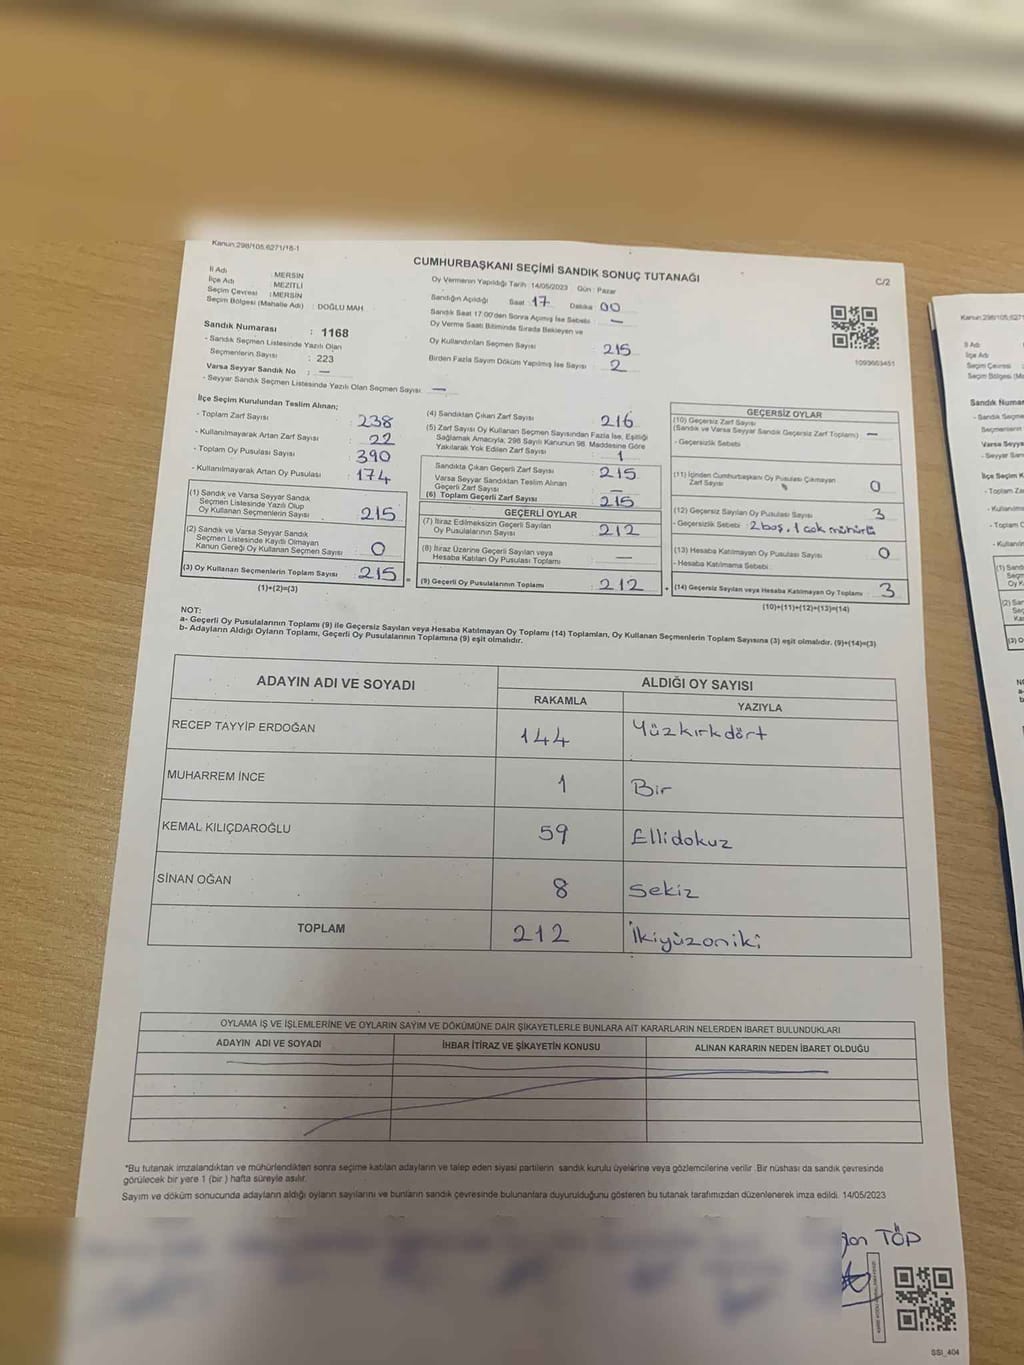 Kanun:298/105;6271/18-1
CUMHURBAŞKANI SEÇİMİ SANDIK SONUÇ TUTANAĞI
C/2
İl Adı : MERSİN
İlçe Adı : MEZİTLİ
Seçim Çevresi : MERSİN
Seçim Bölgesi (Mahalle Adı) : DOĞLU MAH
Sandık Numarası : 1168
- Sandık Seçmen Listesinde Yazılı Olan
Seçmenlerin Sayısı : 223
Varsa Seyyar Sandık No : —
- Seyyar Sandık Seçmen Listesinde Yazılı Olan Seçmen Sayısı : —
Oy Vermenin Yapıldığı Tarih : 14/05/2023 Gün : Pazar
Sandığın Açıldığı Saat : 17 Dakika : 00
Sandık Saat 17:00'den Sonra Açımış İse Sebebi : —
Oy Verme Saati Bitiminde Sırada Bekleyen ve
Oy Kullandırılan Seçmen Sayısı : 215
Birden Fazla Sayım Döküm Yapılmış İse Sayısı : 2
1093663451
İlçe Seçim Kurulundan Teslim Alınan;
- Toplam Zarf Sayısı : 238
- Kullanılmayarak Artan Zarf Sayısı : 22
- Toplam Oy Pusulası Sayısı : 390
- Kullanılmayarak Artan Oy Pusulası : 174
(1) Sandık ve Varsa Seyyar Sandık
Seçmen Listesinde Yazılı Olup
Oy Kullanan Seçmenlerin Sayısı : 215
(2) Sandık ve Varsa Seyyar Sandık
Seçmen Listesinde Kayıtlı Olmayan
Kanun Gereği Oy Kullanan Seçmen Sayısı : 0
(3) Oy Kullanan Seçmenlerin Toplam Sayısı : 215
(1)+(2)=(3)
=
(4) Sandıktan Çıkan Zarf Sayısı : 216
(5) Zarf Sayısı Oy Kullanan Seçmen Sayısından Fazla İse, Eşitliği
Sağlamak Amacıyla; 298 Sayılı Kanunun 98. Maddesine Göre
Yakılarak Yok Edilen Zarf Sayısı : 1
Sandıkta Çıkan Geçerli Zarf Sayısı : 215
Varsa Seyyar Sandıktan Teslim Alınan
Geçerli Zarf Sayısı : —
(6) Toplam Geçerli Zarf Sayısı : 215
GEÇERLİ OYLAR
(7) İtiraz Edilmeksizin Geçerli Sayılan
Oy Pusulalarının Sayısı : 212
(8) İtiraz Üzerine Geçerli Sayılan veya
Hesaba Katılan Oy Pusulası Toplamı : —
(9) Geçerli Oy Pusulalarının Toplamı : 212
+
GEÇERSİZ OYLAR
(10) Geçersiz Zarf Sayısı
(Sandık ve Varsa Seyyar Sandık Geçersiz Zarf Toplamı) : —
- Geçersizlik Sebebi :
(11) İçinden Cumhurbaşkanı Oy Pusulası Çıkmayan
Zarf Sayısı : 0
(12) Geçersiz Sayılan Oy Pusulası Sayısı : 3
- Geçersizlik Sebebi : 2 boş, 1 çok mühürlü
(13) Hesaba Katılmayan Oy Pusulası Sayısı : 0
- Hesaba Katılmama Sebebi :
(14) Geçersiz Sayılan veya Hesaba Katılmayan Oy Toplamı : 3
(10)+(11)+(12)+(13)=(14)
NOT:
a- Geçerli Oy Pusulalarının Toplamı (9) ile Geçersiz Sayılan veya Hesaba Katılmayan Oy Toplamı (14) Toplamları, Oy Kullanan Seçmenlerin Toplam Sayısına (3) eşit olmalıdır. (9)+(14)=(3)
b- Adayların Aldığı Oyların Toplamı, Geçerli Oy Pusulalarının Toplamına (9) eşit olmalıdır.
ADAYIN ADI VE SOYADI
ALDIĞI OY SAYISI
RAKAMLA YAZIYLA
RECEP TAYYİP ERDOĞAN 144 Yüzkırkdört
MUHARREM İNCE 1 Bir
KEMAL KILIÇDAROĞLU 59 Ellidokuz
SİNAN OĞAN 8 Sekiz
TOPLAM 212 İkiyüzoniki
OYLAMA İŞ VE İŞLEMLERİNE VE OYLARIN SAYIM VE DÖKÜMÜNE DAİR ŞİKAYETLERLE BUNLARA AİT KARARLARIN NELERDEN İBARET BULUNDUKLARI
ADAYIN ADI VE SOYADI İHBAR İTİRAZ VE ŞİKAYETİN KONUSU ALINAN KARARIN NEDEN İBARET OLDUĞU
*Bu tutanak imzalandıktan ve mühürlendikten sonra seçime katılan adayların ve talep eden siyasi partilerin sandık kurulu üyelerine veya gözlemcilerine verilir. Bir nüshası da sandık çevresinde
görülecek bir yere 1 (bir ) hafta süreyle asılır.
Sayım ve döküm sonucunda adayların aldığı oyların sayılarını ve bunların sandık çevresinde bulunanlara duyurulduğunu gösteren bu tutanak tarafımızdan düzenlenerek imza edildi. 14/05/2023
TÖP
SSI_404